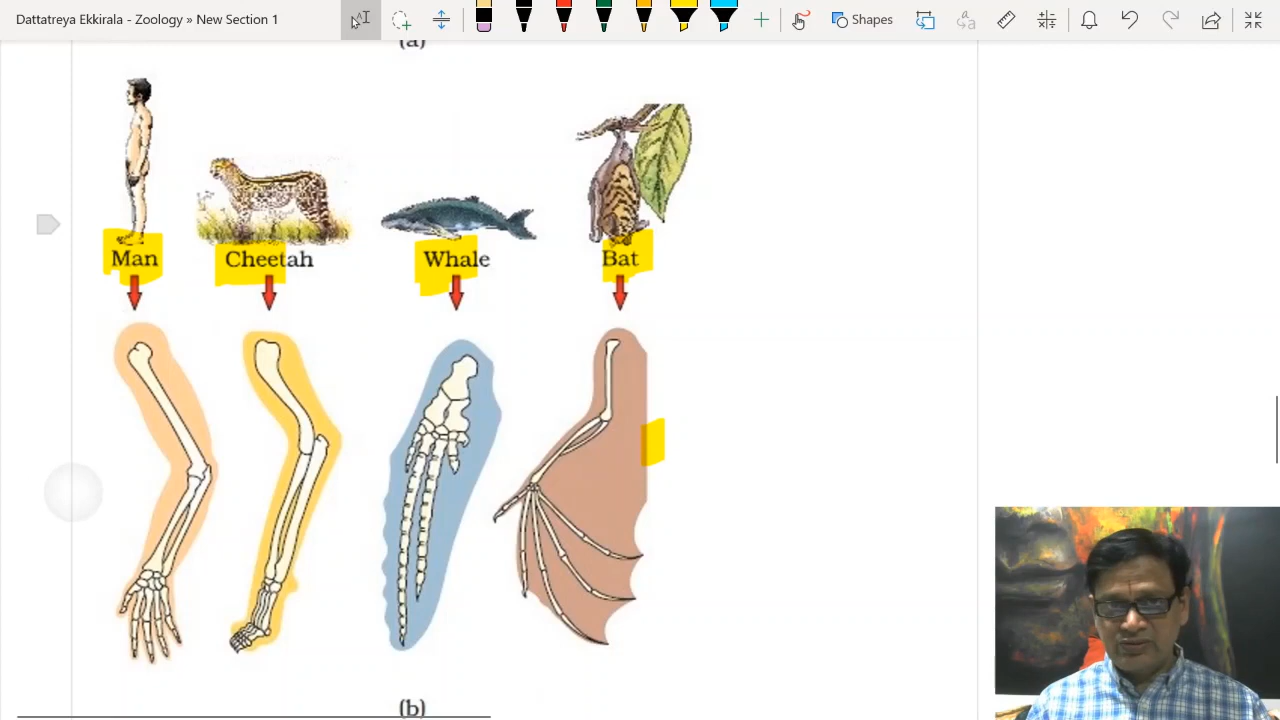 Dattatreya Ekkirala - Zoology » New Section 1
Shapes
(a)
Man Cheetah Whale Bat
(b)